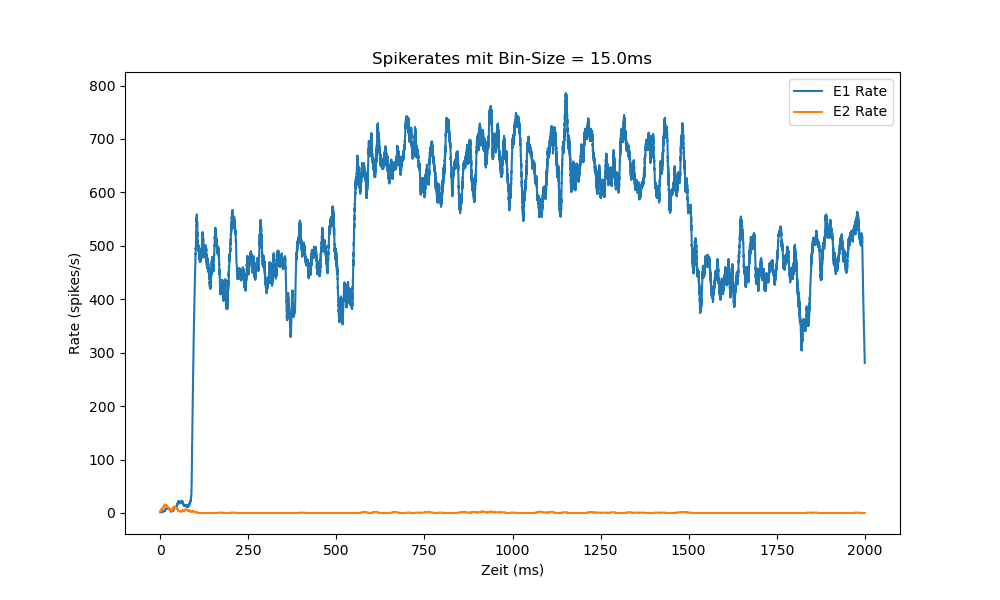 Spikerates mit Bin-Size = 15.0ms
E1 Rate
E2 Rate
Rate (spikes/s)
800
700
600
500
400
300
200
100
0
0 250 500 750 1000 1250 1500 1750 2000
Zeit (ms)